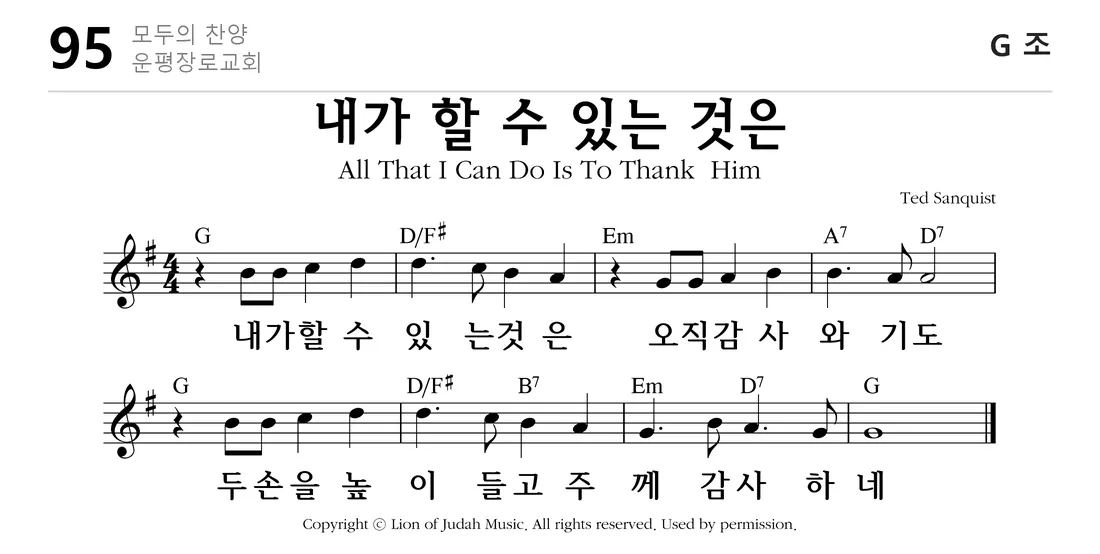 95 모두의 찬양
운평장로교회
G 조
내가 할 수 있는 것은
All That I Can Do Is To Thank Him
Ted Sanquist
G D/F♯ Em A7 D7
4/4
내가할 수 있 는것 은 오직감 사 와 기도
G D/F♯ B7 Em D7 G
두손을 높 이 들고 주 께 감사 하 네
Copyright ⓒ Lion of Judah Music. All rights reserved. Used by permission.